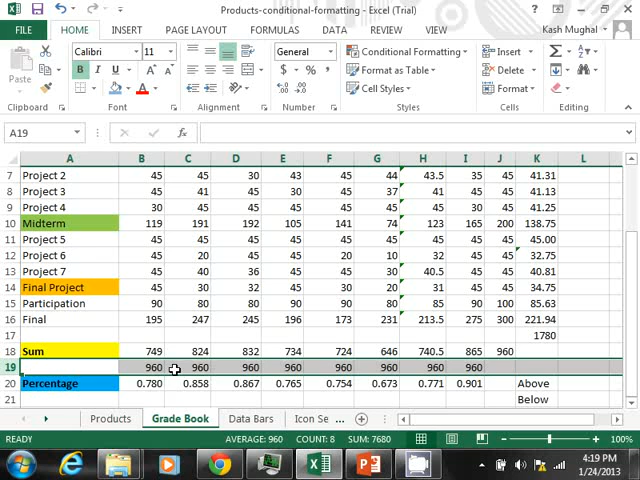 Products-conditional-formatting - Excel (Trial)
FILE HOME INSERT PAGE LAYOUT FORMULAS DATA REVIEW VIEW Kash Mughal
Paste Calibri 11 General Conditional Formatting Insert Σ
B I U A A $ % , Format as Table Delete
Cell Styles Format
Clipboard Font Alignment Number Styles Cells Editing
A19 fx
A B C D E F G H I J K L
7 Project 2 45 45 30 43 45 44 43.5 35 45 41.31
8 Project 3 45 41 45 30 45 37 41 45 45 41.13
9 Project 4 30 45 45 45 45 45 45 30 45 41.25
10 Midterm 119 191 192 105 141 74 123 165 200 138.75
11 Project 5 45 45 45 45 45 45 45 45 45 45.00
12 Project 6 45 20 45 45 20 10 32 45 45 32.75
13 Project 7 45 40 36 45 45 30 40.5 45 45 40.81
14 Final Project 45 30 32 45 30 20 31 45 45 34.75
15 Participation 90 80 80 90 90 80 85 90 100 85.63
16 Final 195 247 245 196 173 231 213.5 275 300 221.94
17 1780
18 Sum 749 824 832 734 724 646 740.5 865 960
19 960 960 960 960 960 960 960 960
20 Percentage 0.780 0.858 0.867 0.765 0.754 0.673 0.771 0.901 Above
21 Below
Products Grade Book Data Bars Icon Se ...
READY AVERAGE: 960 COUNT: 8 SUM: 7680 100%
4:19 PM
1/24/2013